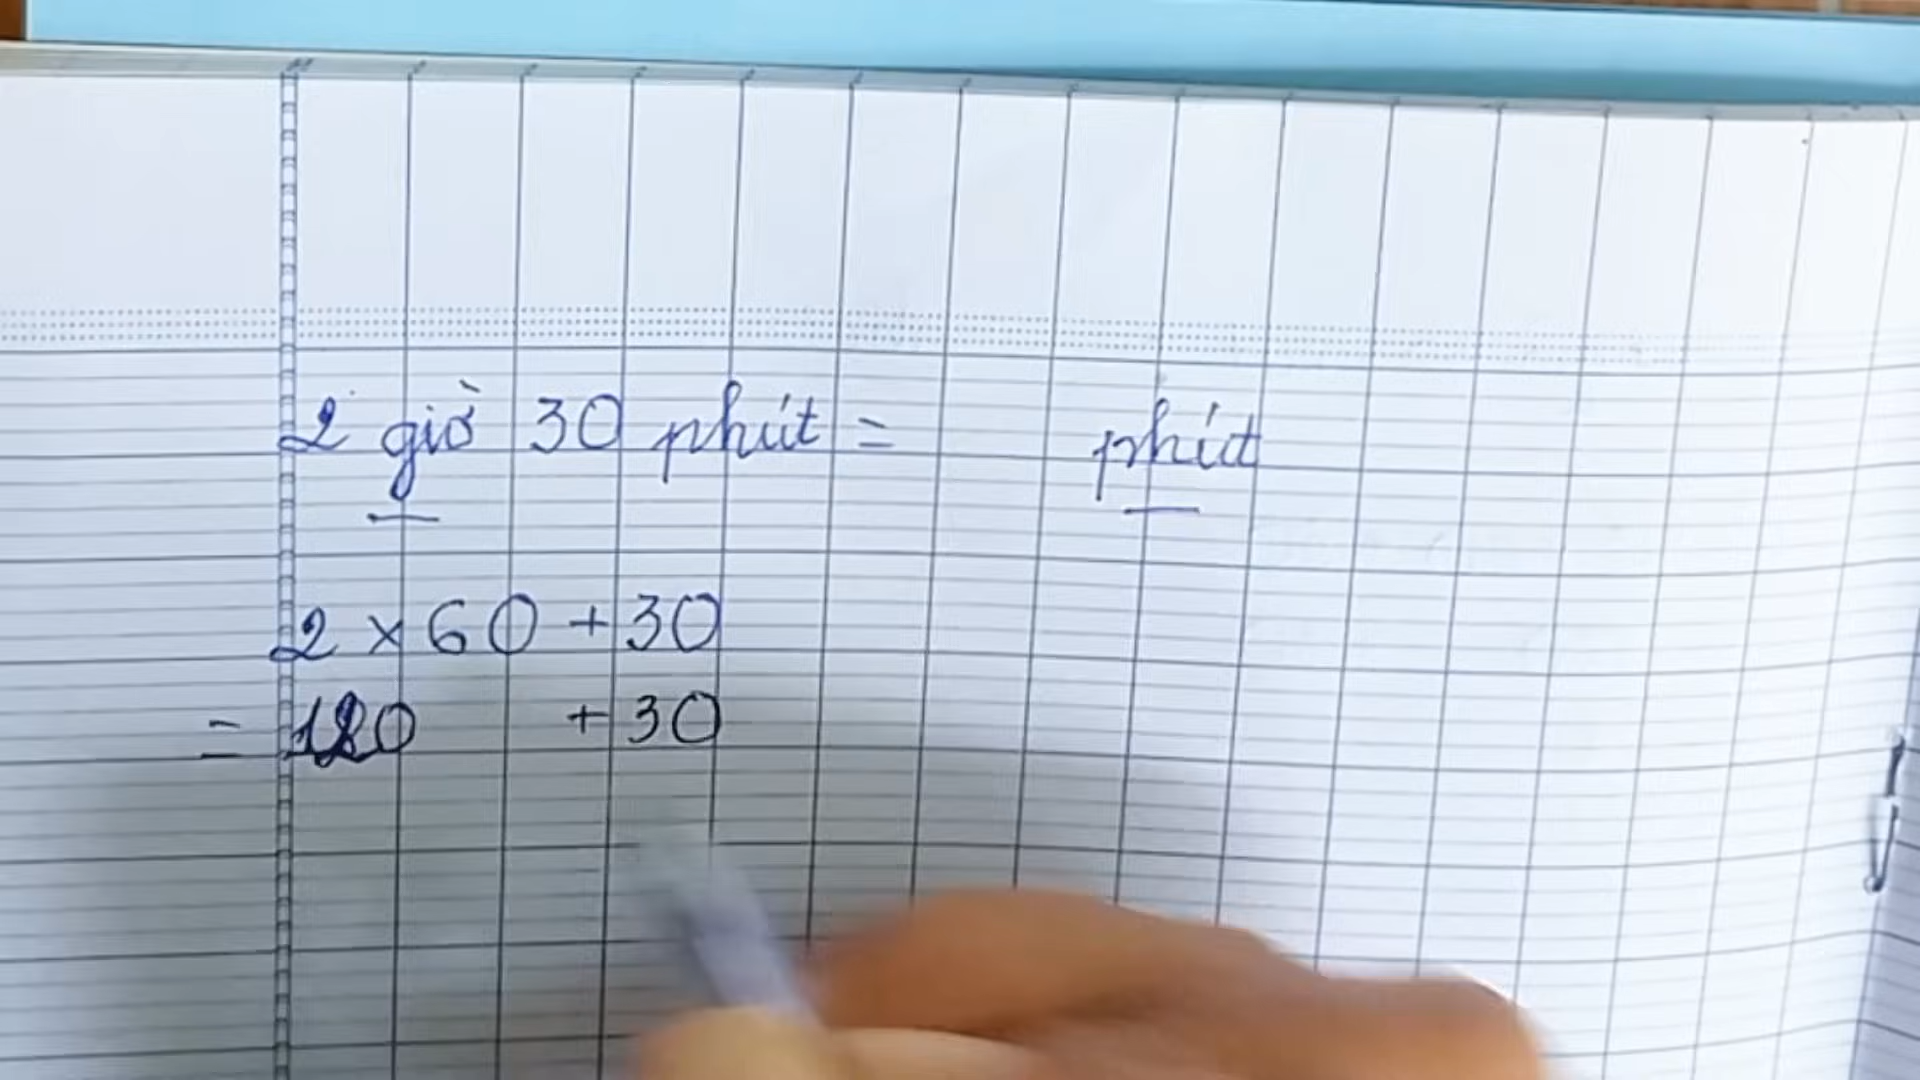 2 giờ 30 phút = phút
2 × 60 + 30
= 120 + 30